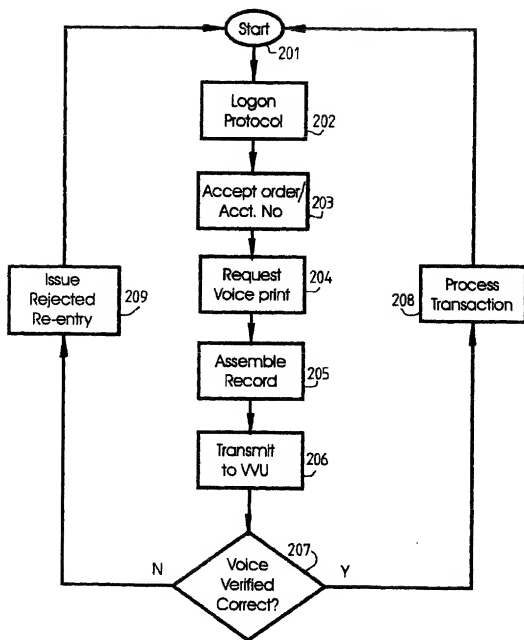 Start
201
Logon
Protocol
202
Accept order/
Acct. No
203
Request
Voice print
204
Issue
Rejected
Re-entry
209
Process
Transaction
208
Assemble
Record
205
Transmit
to VVU
206
N
Voice
Verified
Correct?
207
Y